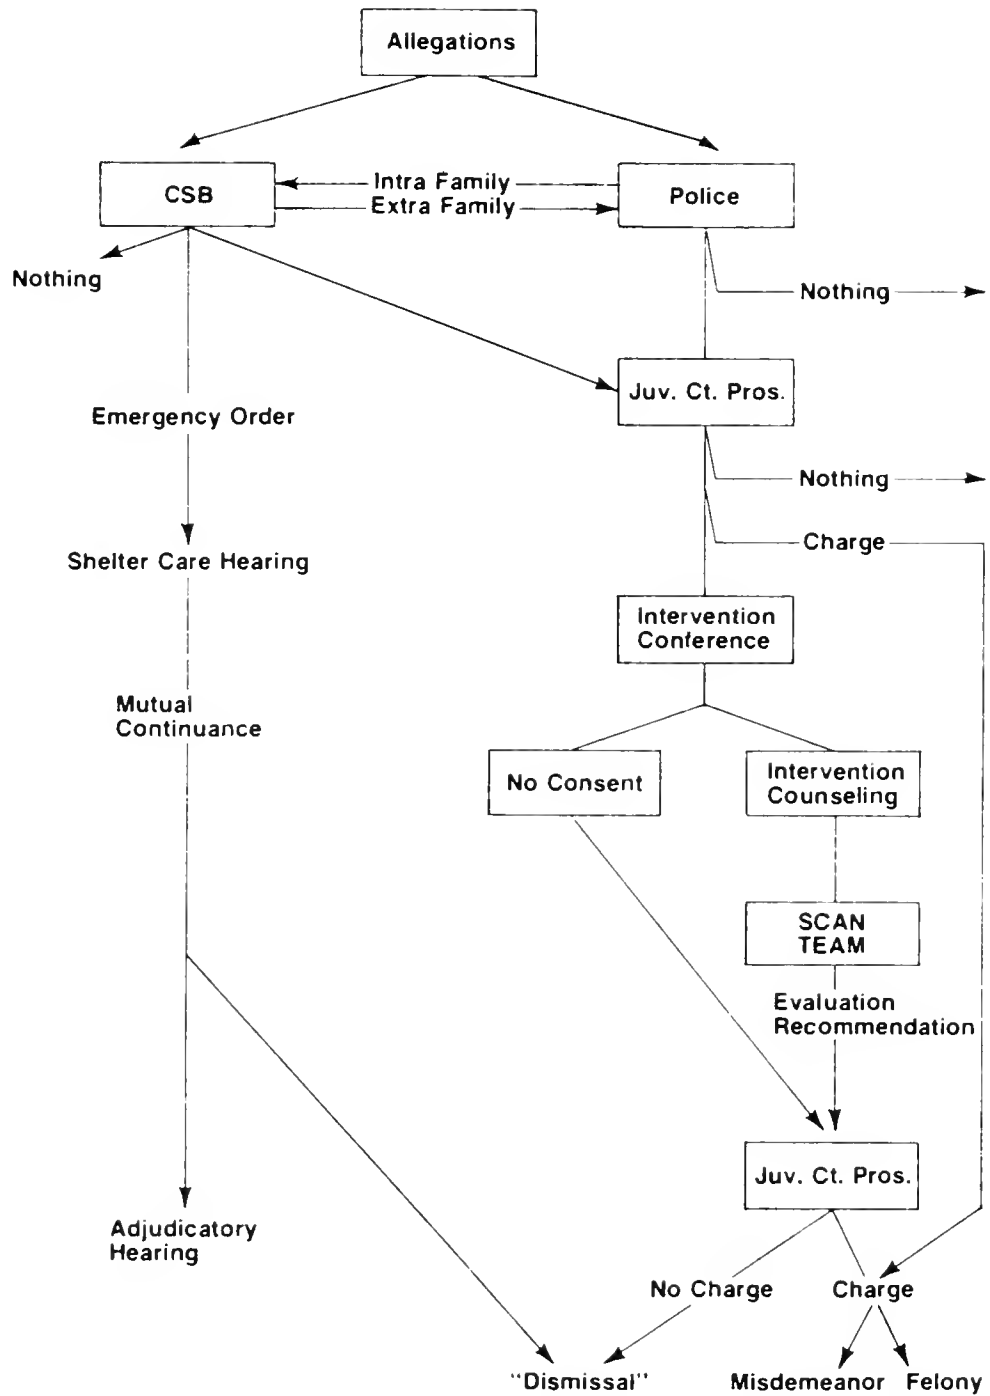 Allegations
CSB
Intra Family
Extra Family
Police
Nothing
Nothing
Juv. Ct. Pros.
Emergency Order
Nothing
Charge
Shelter Care Hearing
Intervention
Conference
Mutual
Continuance
No Consent
Intervention
Counseling
SCAN
TEAM
Evaluation
Recommendation
Juv. Ct. Pros.
Adjudicatory
Hearing
No Charge
Charge
"Dismissal"
Misdemeanor
Felony